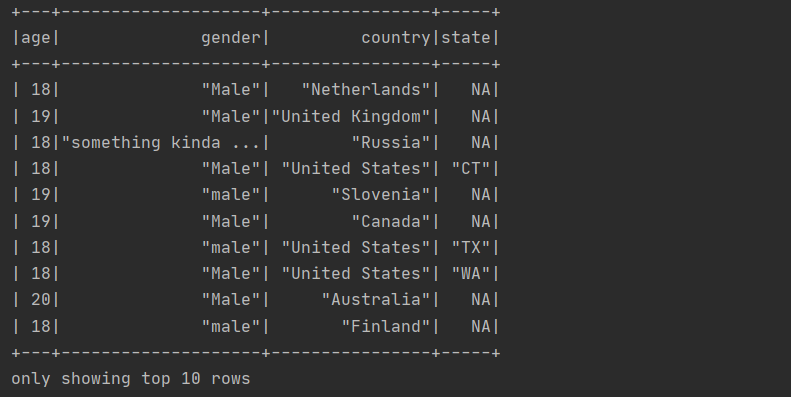 +---+--------------------+----------------+-----+
|age|              gender|         country|state|
+---+--------------------+----------------+-----+
| 18|              "Male"|   "Netherlands"|   NA|
| 19|              "Male"|"United Kingdom"|   NA|
| 18|"something kinda ...|        "Russia"|   NA|
| 18|              "Male"| "United States"| "CT"|
| 19|              "male"|      "Slovenia"|   NA|
| 19|              "Male"|        "Canada"|   NA|
| 18|              "male"| "United States"| "TX"|
| 18|              "Male"| "United States"| "WA"|
| 20|              "Male"|     "Australia"|   NA|
| 18|              "male"|       "Finland"|   NA|
+---+--------------------+----------------+-----+
only showing top 10 rows